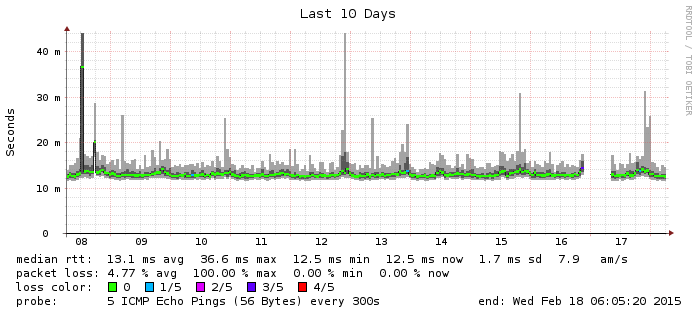 Last 10 Days
RRDTOOL / TOBI OETIKER
Seconds
40 m
30 m
20 m
10 m
0
08 09 10 11 12 13 14 15 16 17
median rtt: 13.1 ms avg 36.6 ms max 12.5 ms min 12.5 ms now 1.7 ms sd 7.9 am/s
packet loss: 4.77 % avg 100.00 % max 0.00 % min 0.00 % now
loss color: 0 1/5 2/5 3/5 4/5
probe: 5 ICMP Echo Pings (56 Bytes) every 300s end: Wed Feb 18 06:05:20 2015